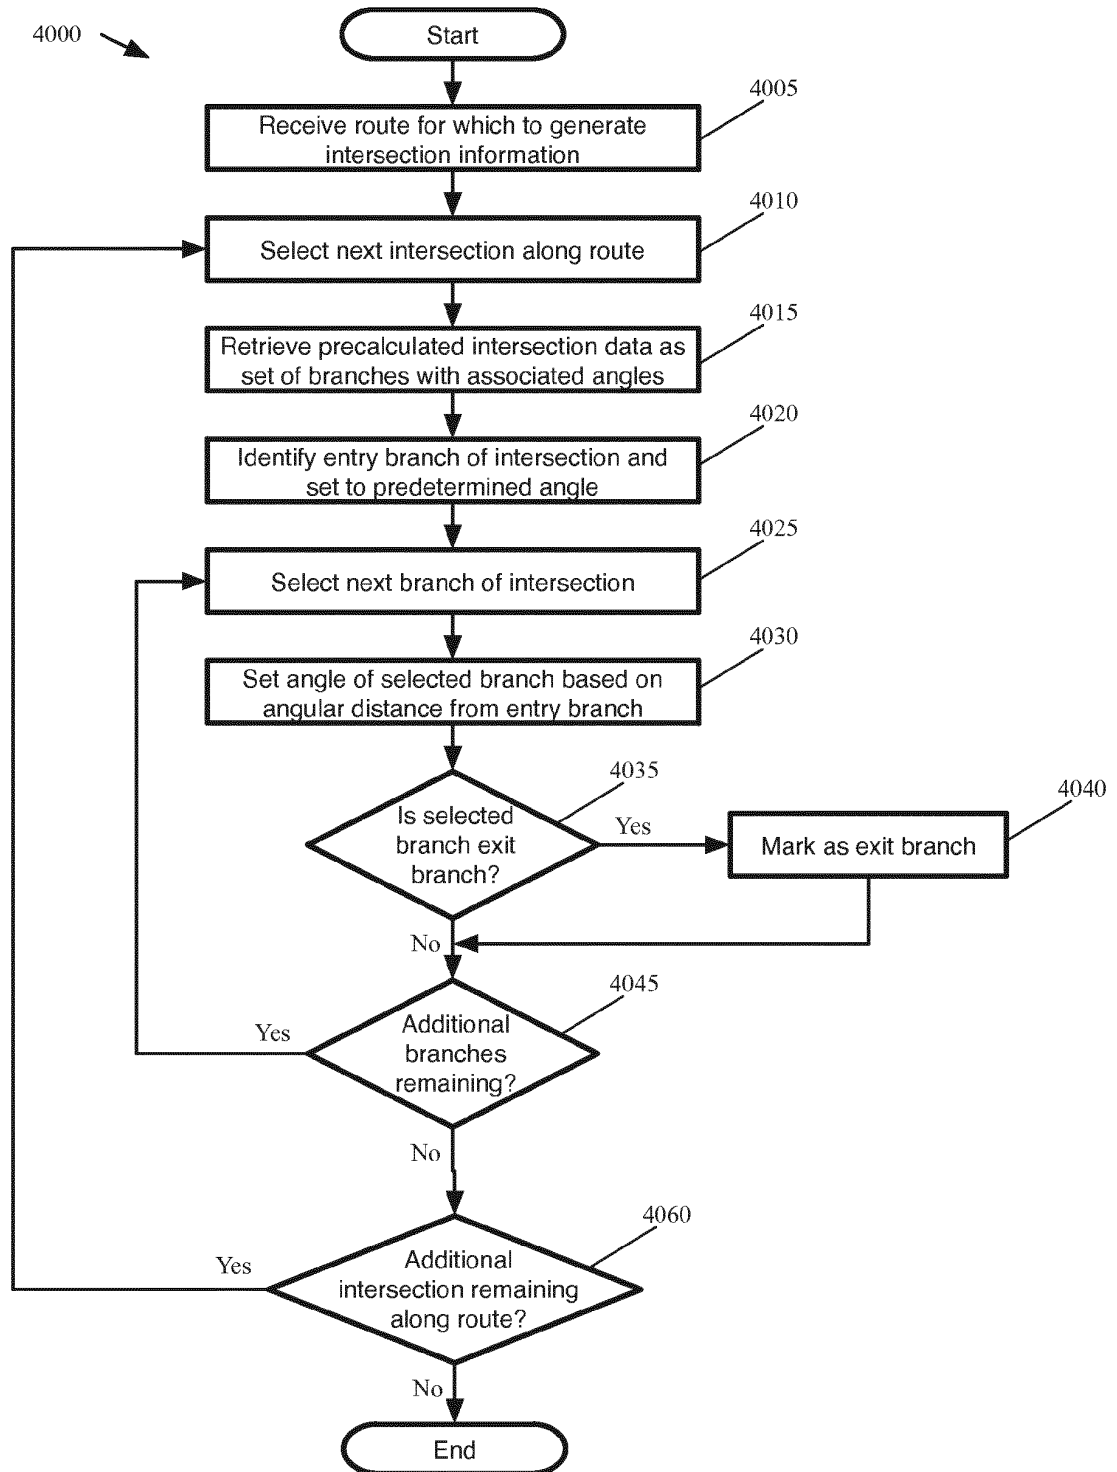 4000
Start
4005
Receive route for which to generate
intersection information
4010
Select next intersection along route
4015
Retrieve precalculated intersection data as
set of branches with associated angles
4020
Identify entry branch of intersection and
set to predetermined angle
4025
Select next branch of intersection
4030
Set angle of selected branch based on
angular distance from entry branch
4035
Is selected
branch exit
branch?
Yes
4040
Mark as exit branch
No
4045
Additional
branches
remaining?
Yes
No
4060
Additional
intersection remaining
along route?
Yes
No
End